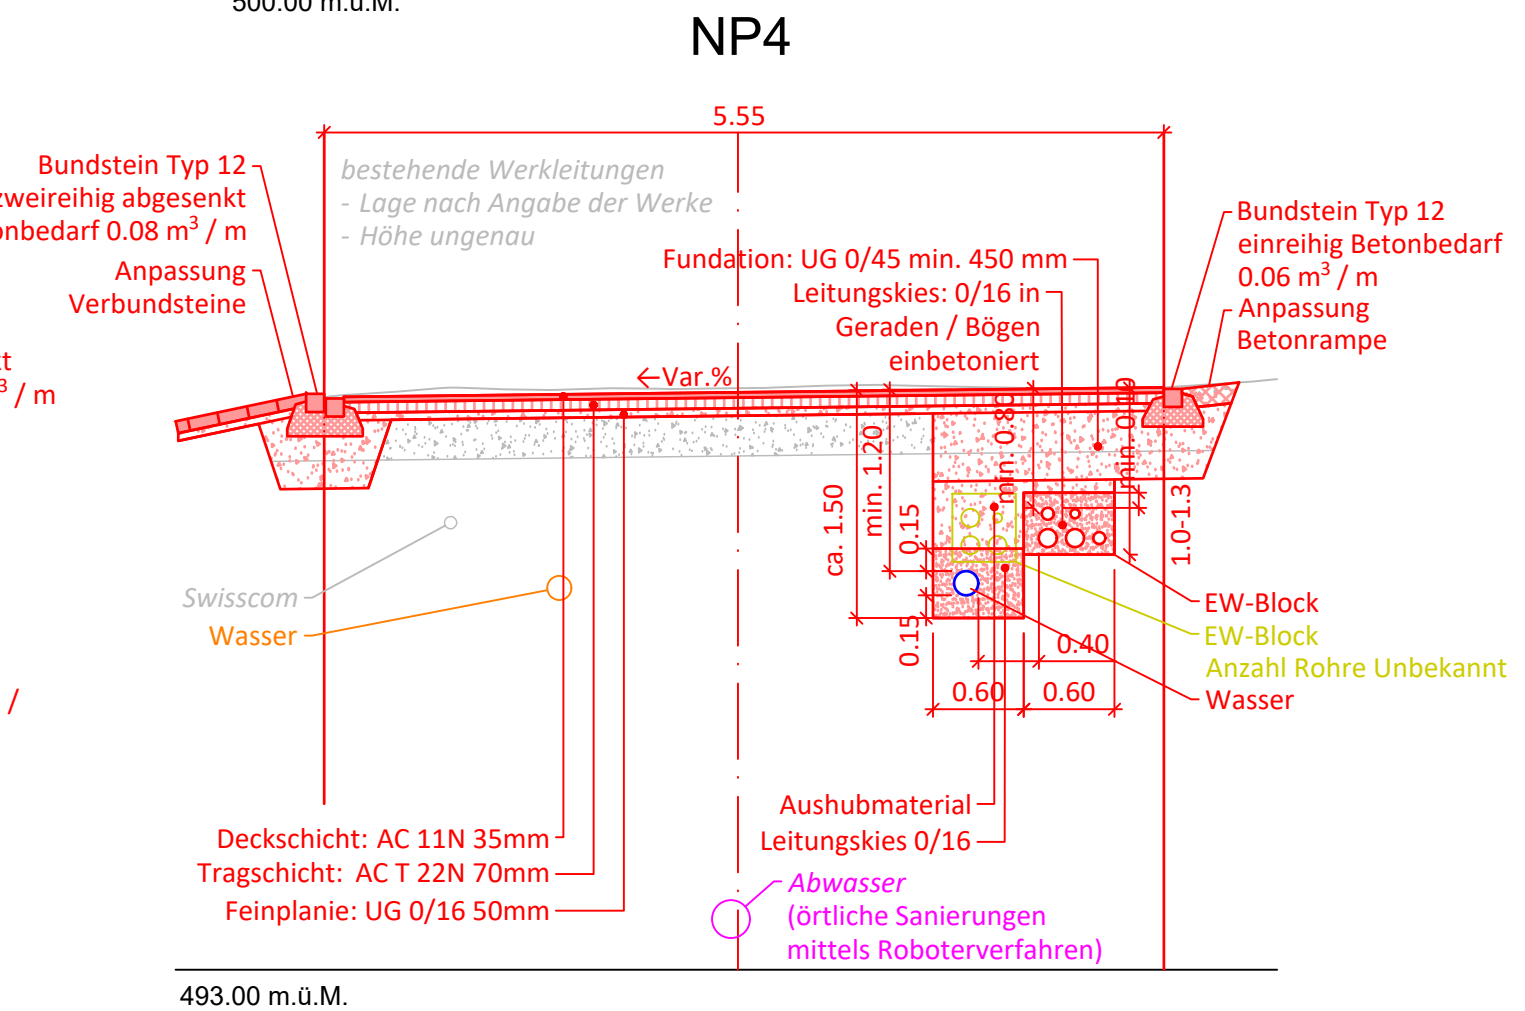 500.00 m.ü.M.
NP4
5.55
Bundstein Typ 12
zweireihig abgesenkt
0.08 m³ / m
Anpassung
Verbundsteine
³ / m
/
bestehende Werkleitungen
- Lage nach Angabe der Werke
- Höhe ungenau
Fundation: UG 0/45 min. 450 mm
Leitungskies: 0/16 in
Geraden / Bögen
einbetoniert
←Var.%
Bundstein Typ 12
einreihig Betonbedarf
0.06 m³ / m
Anpassung
Betonrampe
ca. 1.50
min. 1.20
0.15
0.15
min. 0.80
min. 0.10
1.0-1.3
Swisscom
Wasser
EW-Block
EW-Block
Anzahl Rohre Unbekannt
Wasser
0.40
0.60
0.60
Aushubmaterial
Leitungskies 0/16
Deckschicht: AC 11N 35mm
Tragschicht: AC T 22N 70mm
Feinplanie: UG 0/16 50mm
Abwasser
(örtliche Sanierungen
mittels Roboterverfahren)
493.00 m.ü.M.